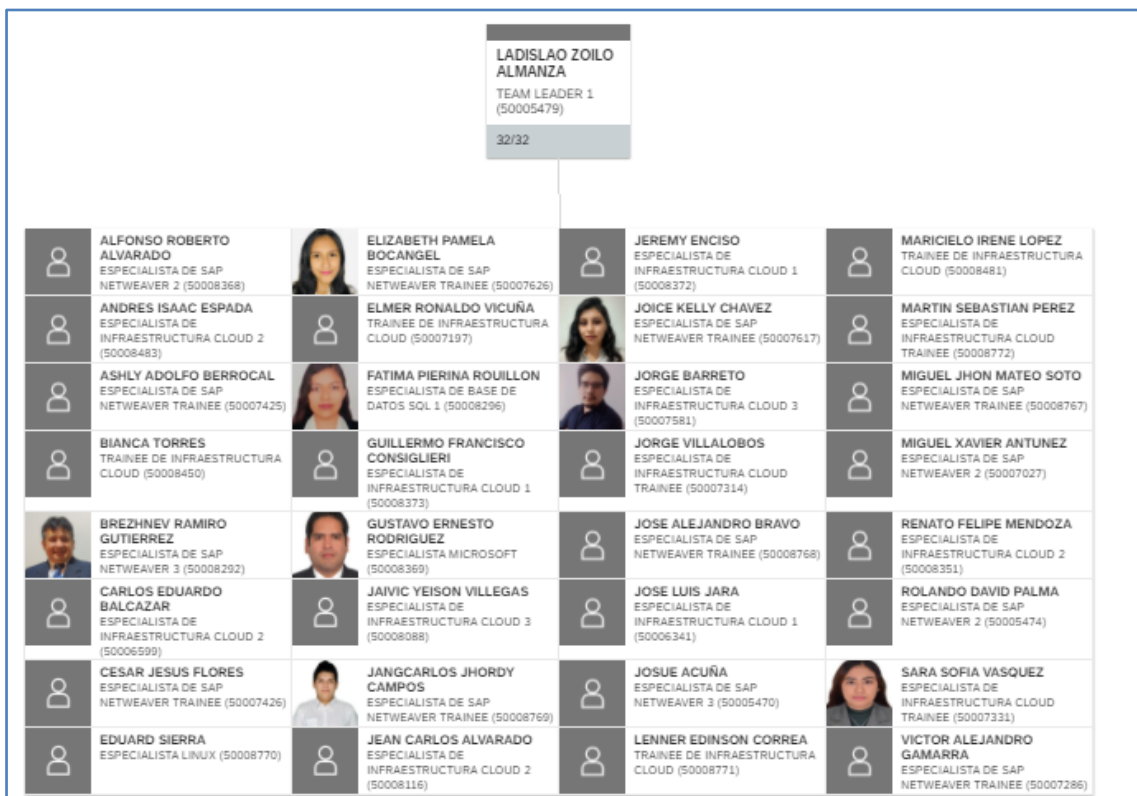 LADISLAO ZOILO
ALMANZA
TEAM LEADER 1
(50005479)
32/32
ALFONSO ROBERTO
ALVARADO
ESPECIALISTA DE SAP
NETWEAVER 2 (50008368)
ANDRES ISAAC ESPADA
ESPECIALISTA DE
INFRAESTRUCTURA CLOUD 2
(50008483)
ASHLY ADOLFO BERROCAL
ESPECIALISTA DE SAP
NETWEAVER TRAINEE (50007425)
BIANCA TORRES
TRAINEE DE INFRAESTRUCTURA
CLOUD (50008450)
BREZHNEV RAMIRO
GUTIERREZ
ESPECIALISTA DE SAP
NETWEAVER 3 (50008292)
CARLOS EDUARDO
BALCAZAR
ESPECIALISTA DE
INFRAESTRUCTURA CLOUD 2
(50006599)
CESAR JESUS FLORES
ESPECIALISTA DE SAP
NETWEAVER TRAINEE (50007426)
EDUARD SIERRA
ESPECIALISTA LINUX (50008770)
ELIZABETH PAMELA
BOCANGEL
ESPECIALISTA DE SAP
NETWEAVER TRAINEE (50007626)
ELMER RONALDO VICUÑA
TRAINEE DE INFRAESTRUCTURA
CLOUD (50007197)
FATIMA PIERINA ROUILLON
ESPECIALISTA DE BASE DE
DATOS SQL 1 (50008296)
GUILLERMO FRANCISCO
CONSIGLIERI
ESPECIALISTA DE
INFRAESTRUCTURA CLOUD 1
(50008373)
GUSTAVO ERNESTO
RODRIGUEZ
ESPECIALISTA MICROSOFT
(50008369)
JAIVIC YEISON VILLEGAS
ESPECIALISTA DE
INFRAESTRUCTURA CLOUD 3
(50008088)
JANGCARLOS JHORDY
CAMPOS
ESPECIALISTA DE SAP
NETWEAVER TRAINEE (50008769)
JEAN CARLOS ALVARADO
ESPECIALISTA DE
INFRAESTRUCTURA CLOUD 2
(50008116)
JEREMY ENCISO
ESPECIALISTA DE
INFRAESTRUCTURA CLOUD 1
(50008372)
JOICE KELLY CHAVEZ
ESPECIALISTA DE SAP
NETWEAVER TRAINEE (50007617)
JORGE BARRETO
ESPECIALISTA DE
INFRAESTRUCTURA CLOUD 3
(50007581)
JORGE VILLALOBOS
ESPECIALISTA DE
INFRAESTRUCTURA CLOUD
TRAINEE (50007314)
JOSE ALEJANDRO BRAVO
ESPECIALISTA DE SAP
NETWEAVER TRAINEE (50008768)
JOSE LUIS JARA
ESPECIALISTA DE
INFRAESTRUCTURA CLOUD 1
(50006341)
JOSUE ACUÑA
ESPECIALISTA DE SAP
NETWEAVER 3 (50005470)
LENNER EDINSON CORREA
TRAINEE DE INFRAESTRUCTURA
CLOUD (50008771)
MARICIELO IRENE LOPEZ
TRAINEE DE INFRAESTRUCTURA
CLOUD (50008481)
MARTIN SEBASTIAN PEREZ
ESPECIALISTA DE
INFRAESTRUCTURA CLOUD
TRAINEE (50008772)
MIGUEL JHON MATEO SOTO
ESPECIALISTA DE SAP
NETWEAVER TRAINEE (50008767)
MIGUEL XAVIER ANTUNEZ
ESPECIALISTA DE SAP
NETWEAVER 2 (50007027)
RENATO FELIPE MENDOZA
ESPECIALISTA DE
INFRAESTRUCTURA CLOUD 2
(50008351)
ROLANDO DAVID PALMA
ESPECIALISTA DE SAP
NETWEAVER 2 (50005474)
SARA SOFIA VASQUEZ
ESPECIALISTA DE
INFRAESTRUCTURA CLOUD
TRAINEE (50007331)
VICTOR ALEJANDRO
GAMARRA
ESPECIALISTA DE SAP
NETWEAVER TRAINEE (50007286)